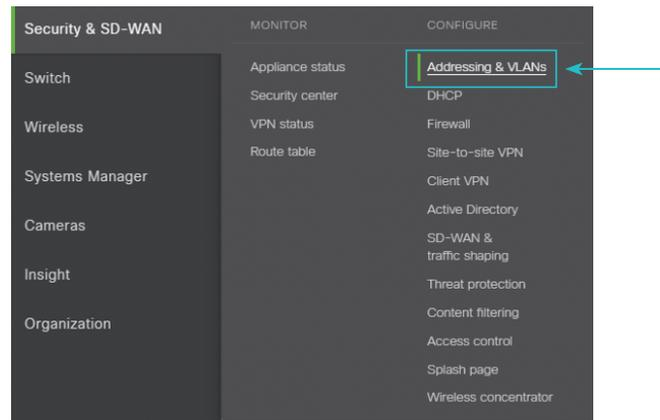 Security & SD-WAN
Switch
Wireless
Systems Manager
Cameras
Insight
Organization
MONITOR
Appliance status
Security center
VPN status
Route table
CONFIGURE
Addressing & VLANs
DHCP
Firewall
Site-to-site VPN
Client VPN
Active Directory
SD-WAN &
traffic shaping
Threat protection
Content filtering
Access control
Splash page
Wireless concentrator